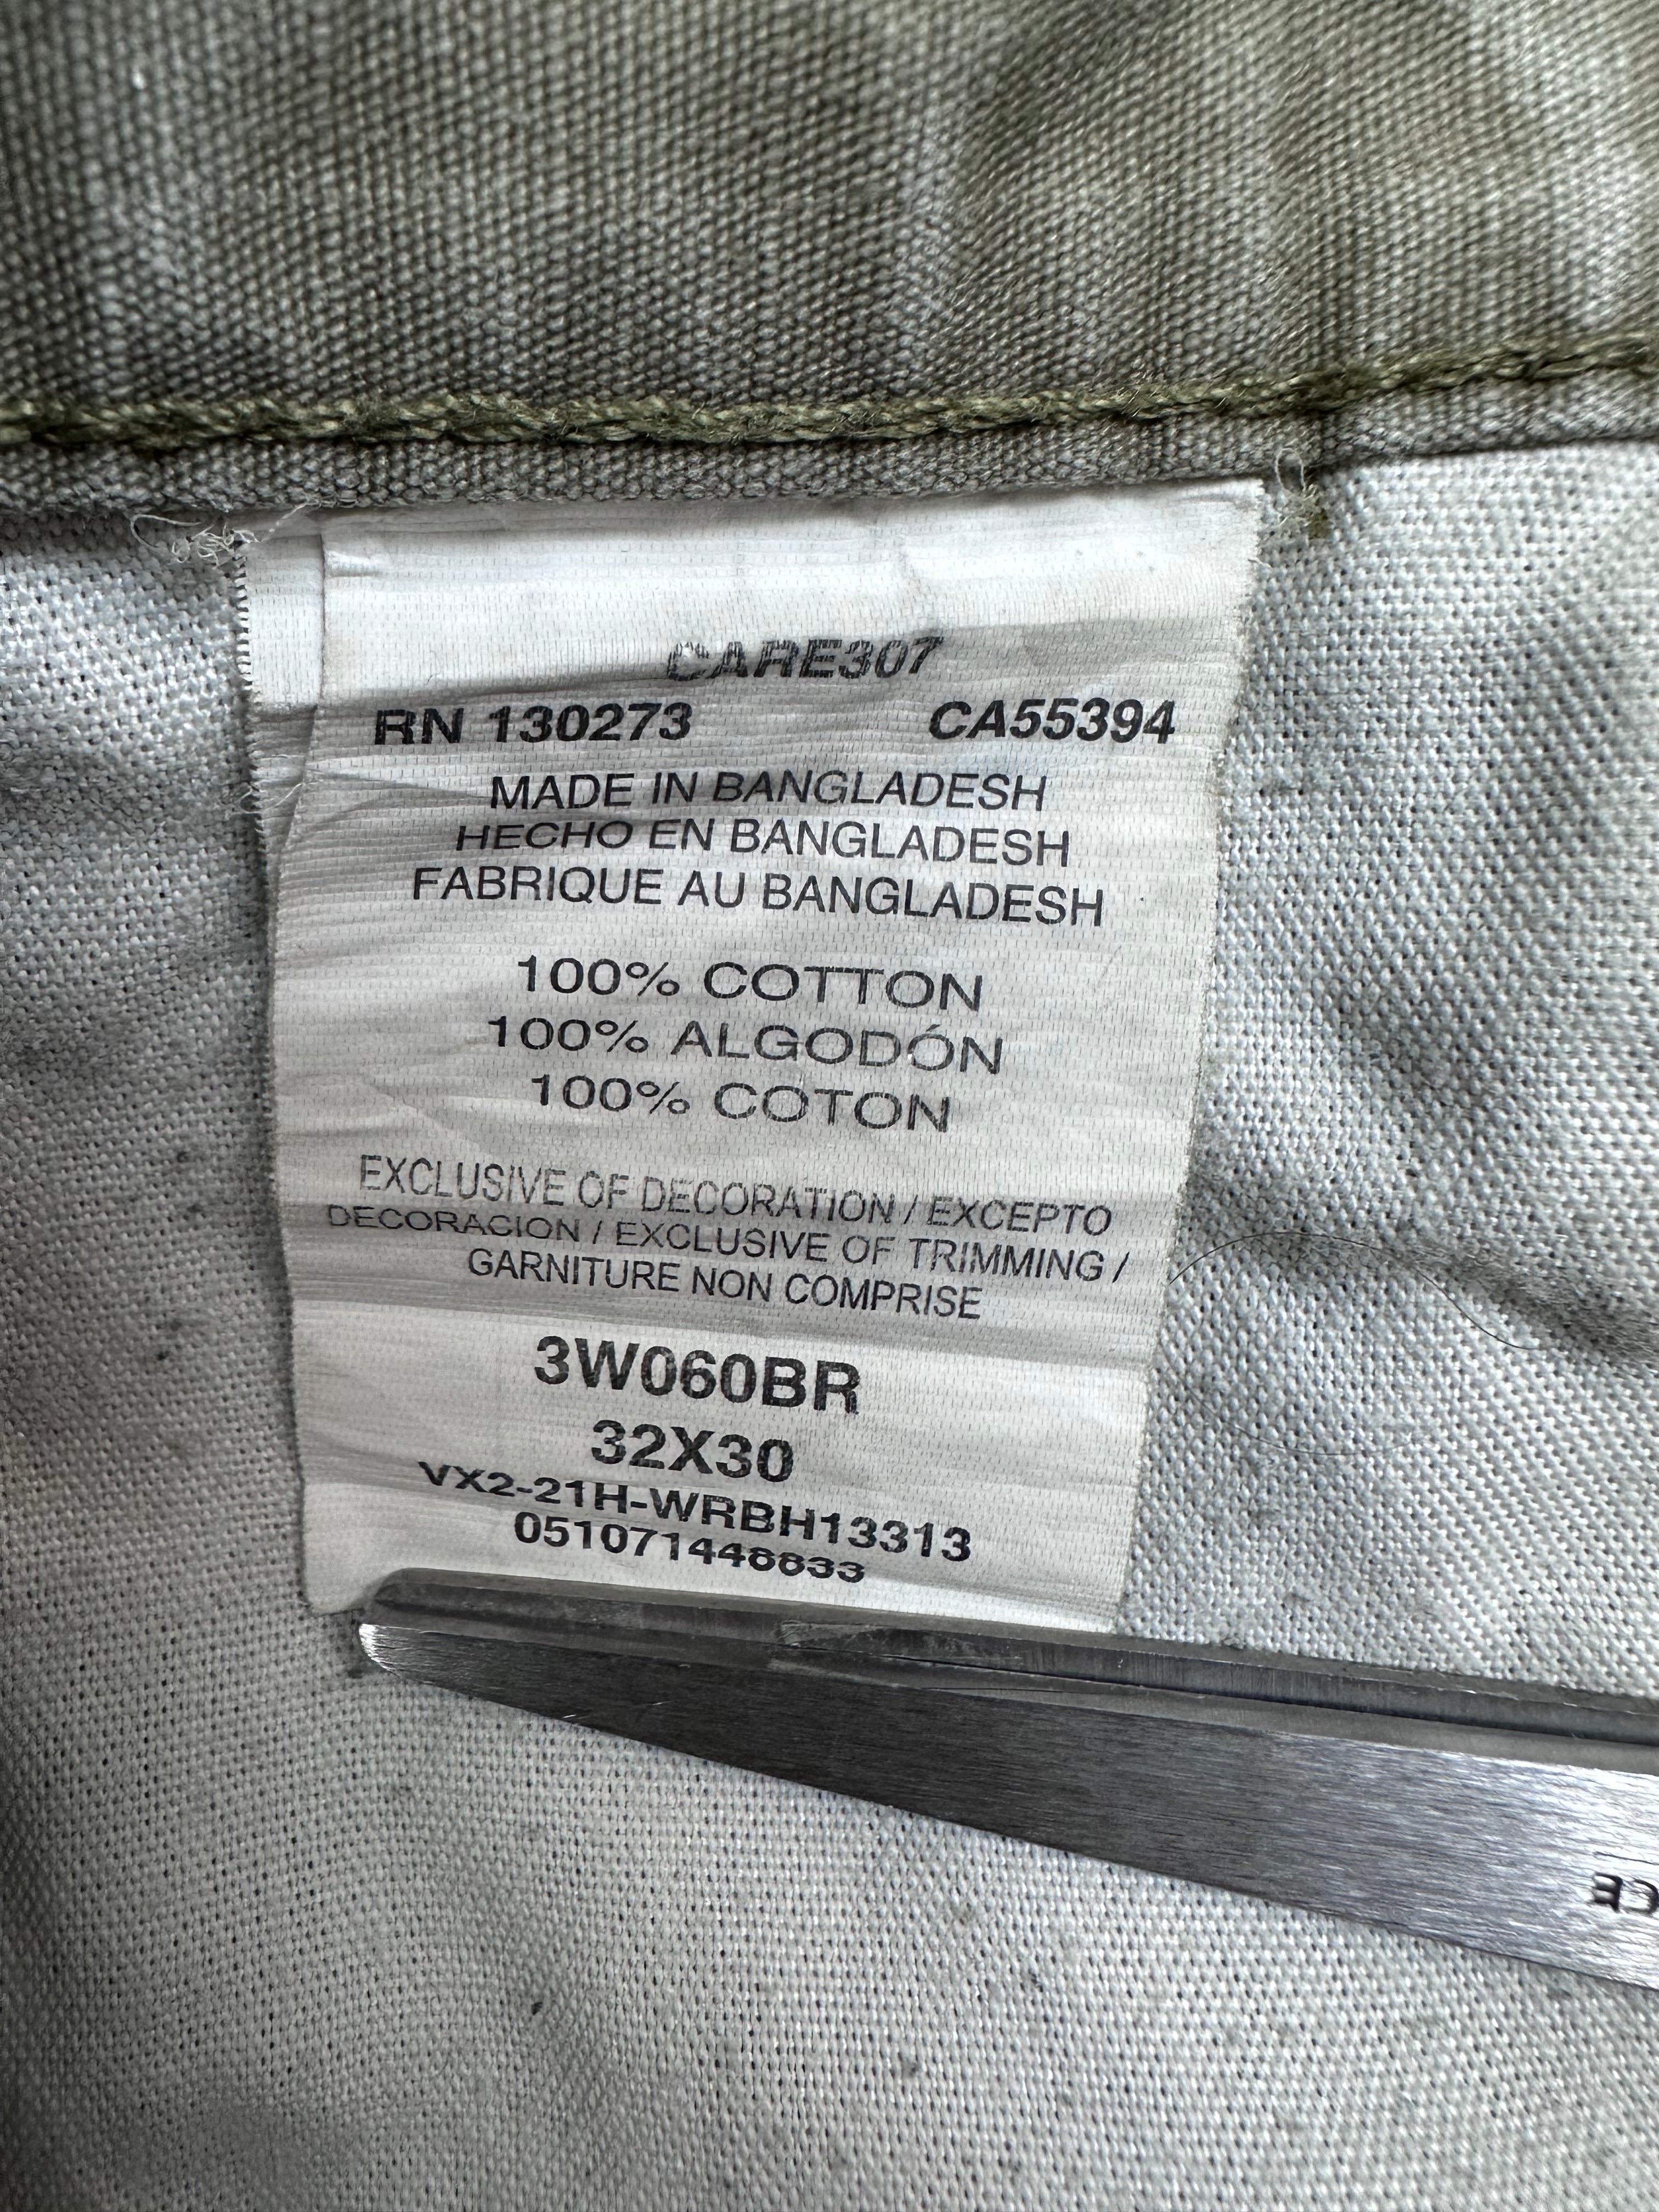 CARE307
RN 130273 CA55394
MADE IN BANGLADESH
HECHO EN BANGLADESH
FABRIQUE AU BANGLADESH
100% COTTON
100% ALGODÓN
100% COTON
EXCLUSIVE OF DECORATION / EXCEPTO
DECORACION / EXCLUSIVE OF TRIMMING /
GARNITURE NON COMPRISE
3W060BR
32X30
VX2-21H-WRBH13313